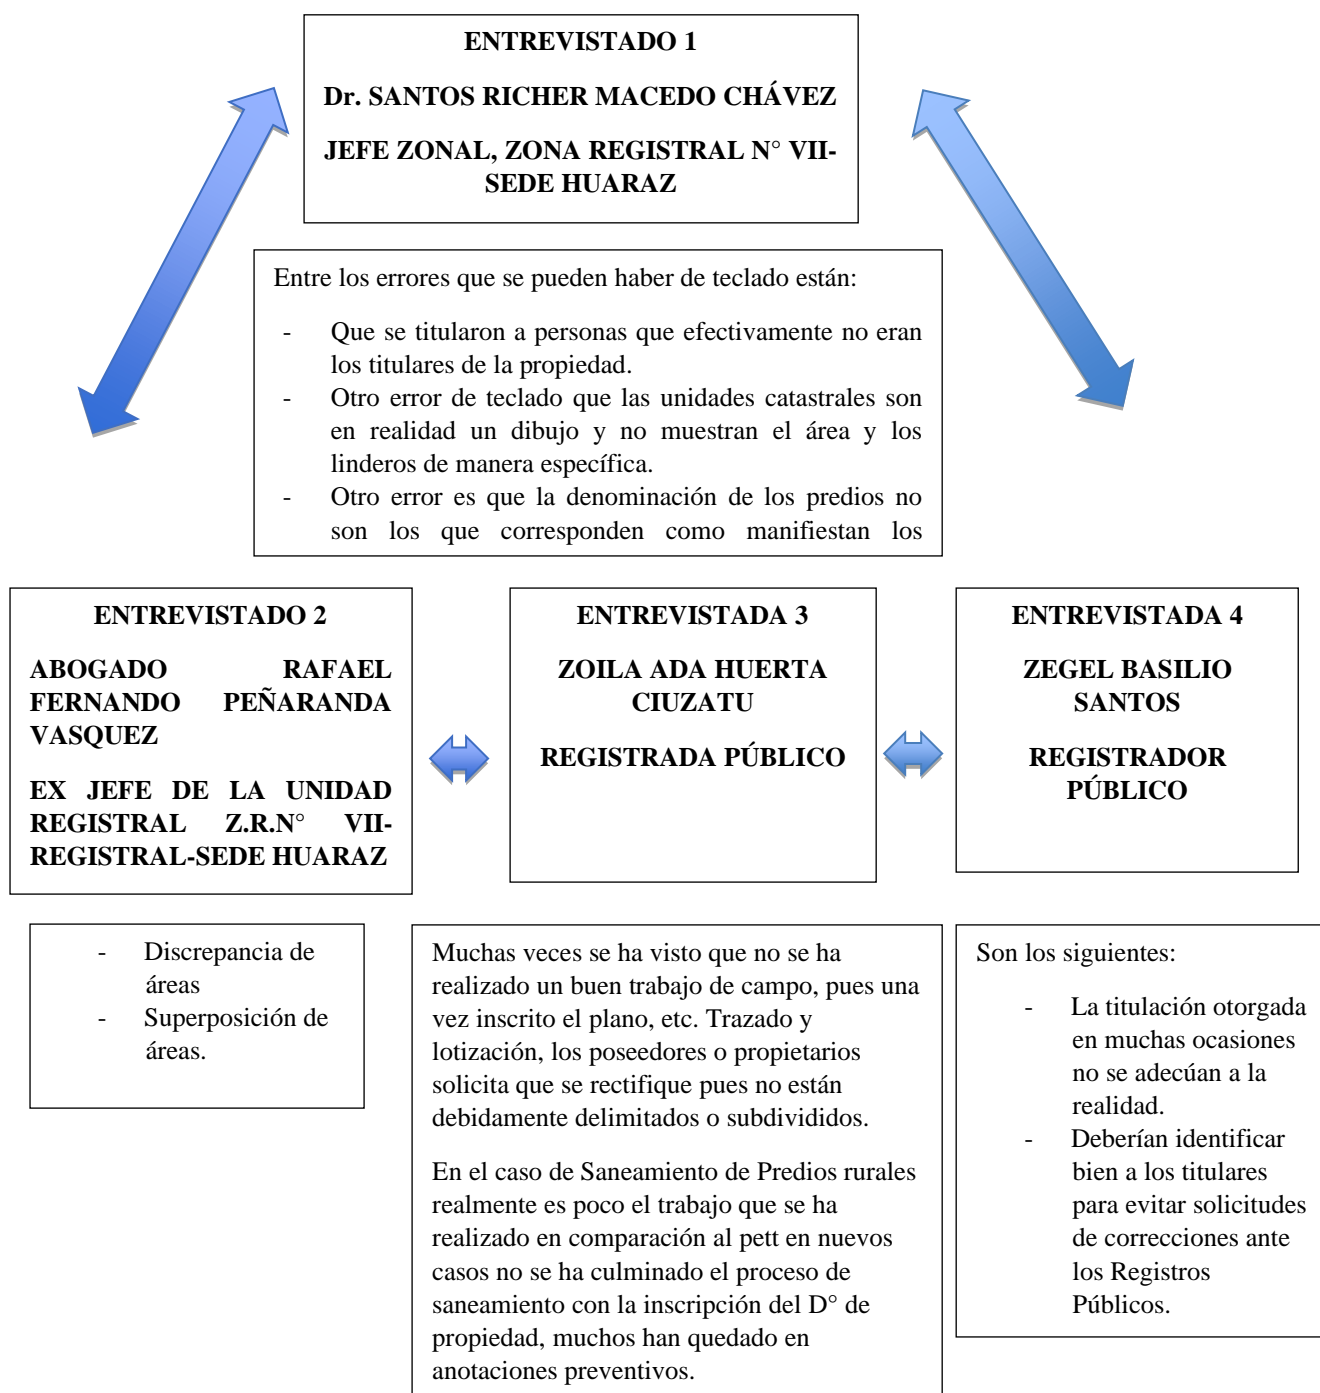 ENTREVISTADO 1
Dr. SANTOS RICHER MACEDO CHÁVEZ
JEFE ZONAL, ZONA REGISTRAL N° VII-
SEDE HUARAZ
Entre los errores que se pueden haber de teclado están:
- Que se titularon a personas que efectivamente no eran
los titulares de la propiedad.
- Otro error de teclado que las unidades catastrales son
en realidad un dibujo y no muestran el área y los
linderos de manera específica.
- Otro error es que la denominación de los predios no
son los que corresponden como manifiestan los
ENTREVISTADO 2
ABOGADO RAFAEL
FERNANDO PEÑARANDA
VASQUEZ
EX JEFE DE LA UNIDAD
REGISTRAL Z.R.N° VII-
REGISTRAL-SEDE HUARAZ
ENTREVISTADA 3
ZOILA ADA HUERTA
CIUZATU
REGISTRADA PÚBLICO
ENTREVISTADA 4
ZEGEL BASILIO
SANTOS
REGISTRADOR
PÚBLICO
- Discrepancia de
áreas
- Superposición de
áreas.
Muchas veces se ha visto que no se ha
realizado un buen trabajo de campo, pues una
vez inscrito el plano, etc. Trazado y
lotización, los poseedores o propietarios
solicita que se rectifique pues no están
debidamente delimitados o subdivididos.
En el caso de Saneamiento de Predios rurales
realmente es poco el trabajo que se ha
realizado en comparación al pett en nuevos
casos no se ha culminado el proceso de
saneamiento con la inscripción del D° de
propiedad, muchos han quedado en
anotaciones preventivos.
Son los siguientes:
- La titulación otorgada
en muchas ocasiones
no se adecúan a la
realidad.
- Deberían identificar
bien a los titulares
para evitar solicitudes
de correcciones ante
los Registros
Públicos.